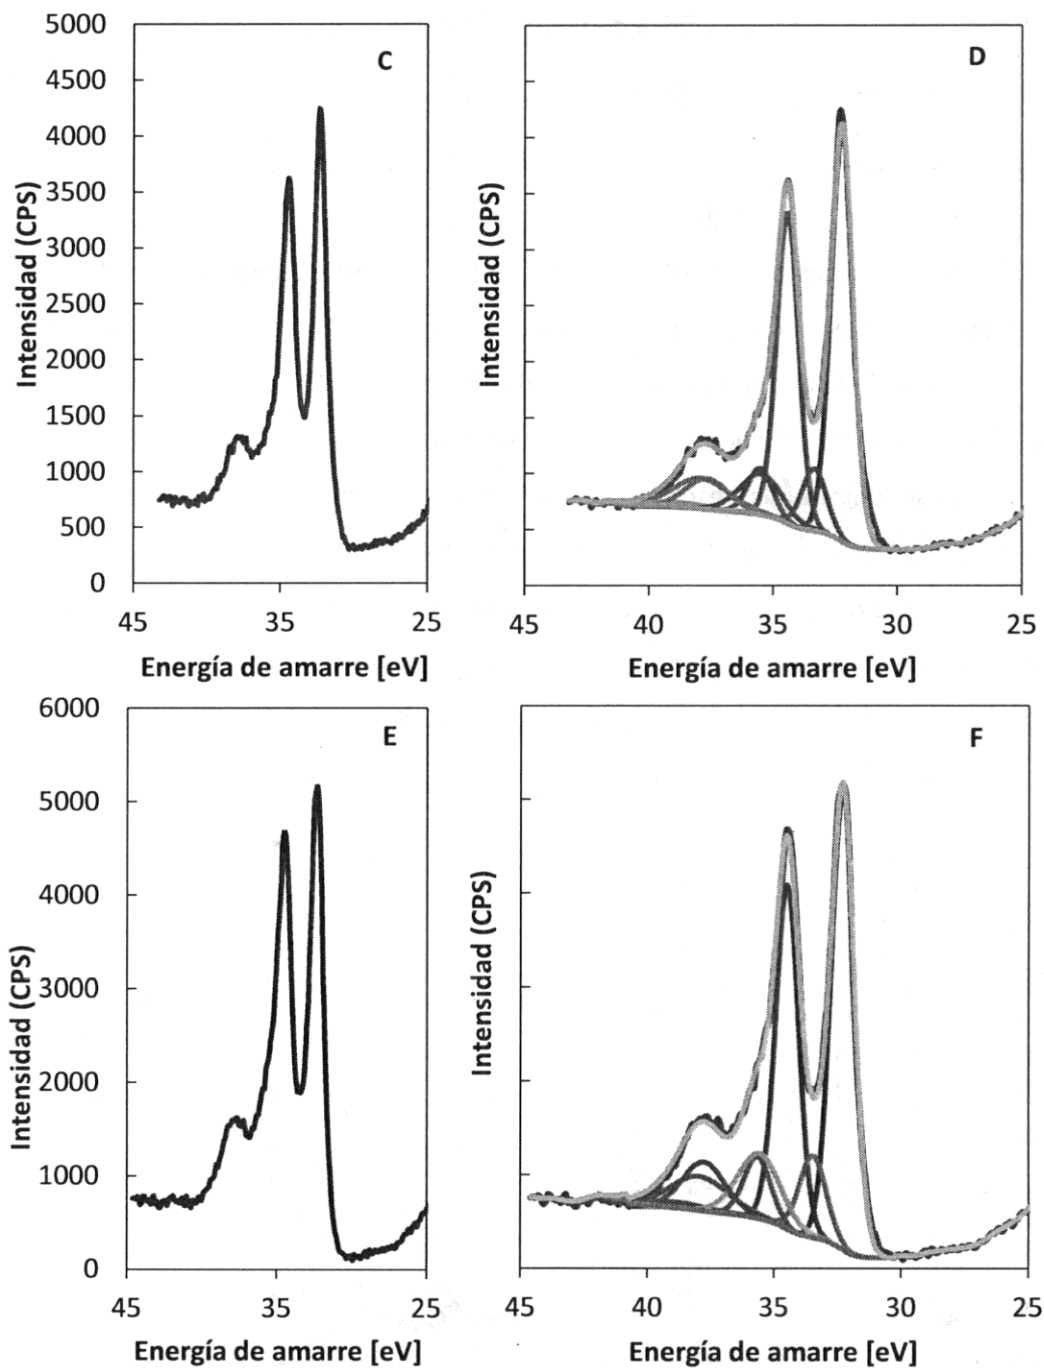 C
5000
4500
4000
3500
3000
2500
2000
1500
1000
500
0
Intensidad (CPS)
45 35 25
Energía de amarre [eV]
D
Intensidad (CPS)
45 40 35 30 25
Energía de amarre [eV]
E
6000
5000
4000
3000
2000
1000
0
Intensidad (CPS)
45 35 25
Energía de amarre [eV]
F
Intensidad (CPS)
45 40 35 30 25
Energía de amarre [eV]